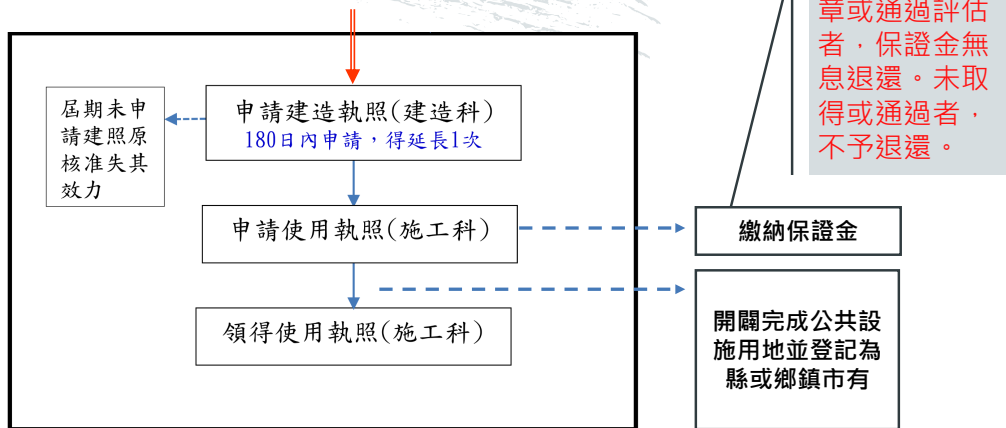 章或通過評估
者，保證金無
息退還。未取
得或通過者，
不予退還。
屆期未申
請建照原
核准失其
效力
申請建造執照(建造科)
180日內申請，得延長1次
申請使用執照(施工科)
繳納保證金
領得使用執照(施工科)
開闢完成公共設
施用地並登記為
縣或鄉鎮市有